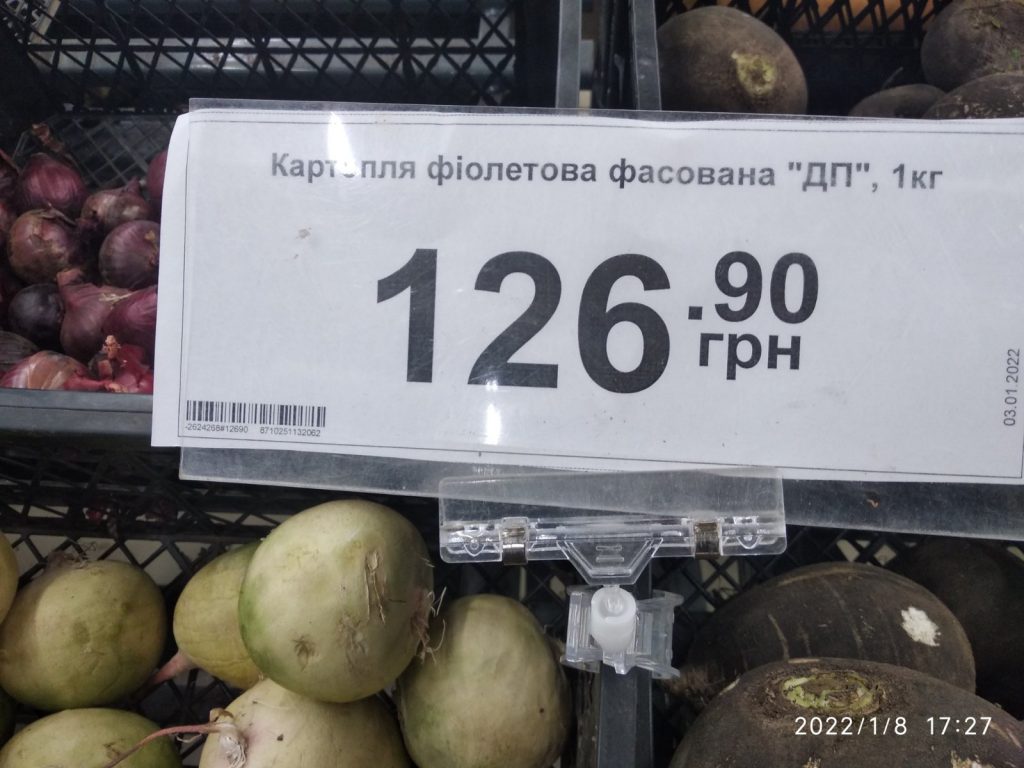 Картопля фіолетова фасована "ДП", 1кг
126.90
грн
-2624268#12690 8710251132062
03.01.2022
2022/1/8 17:27